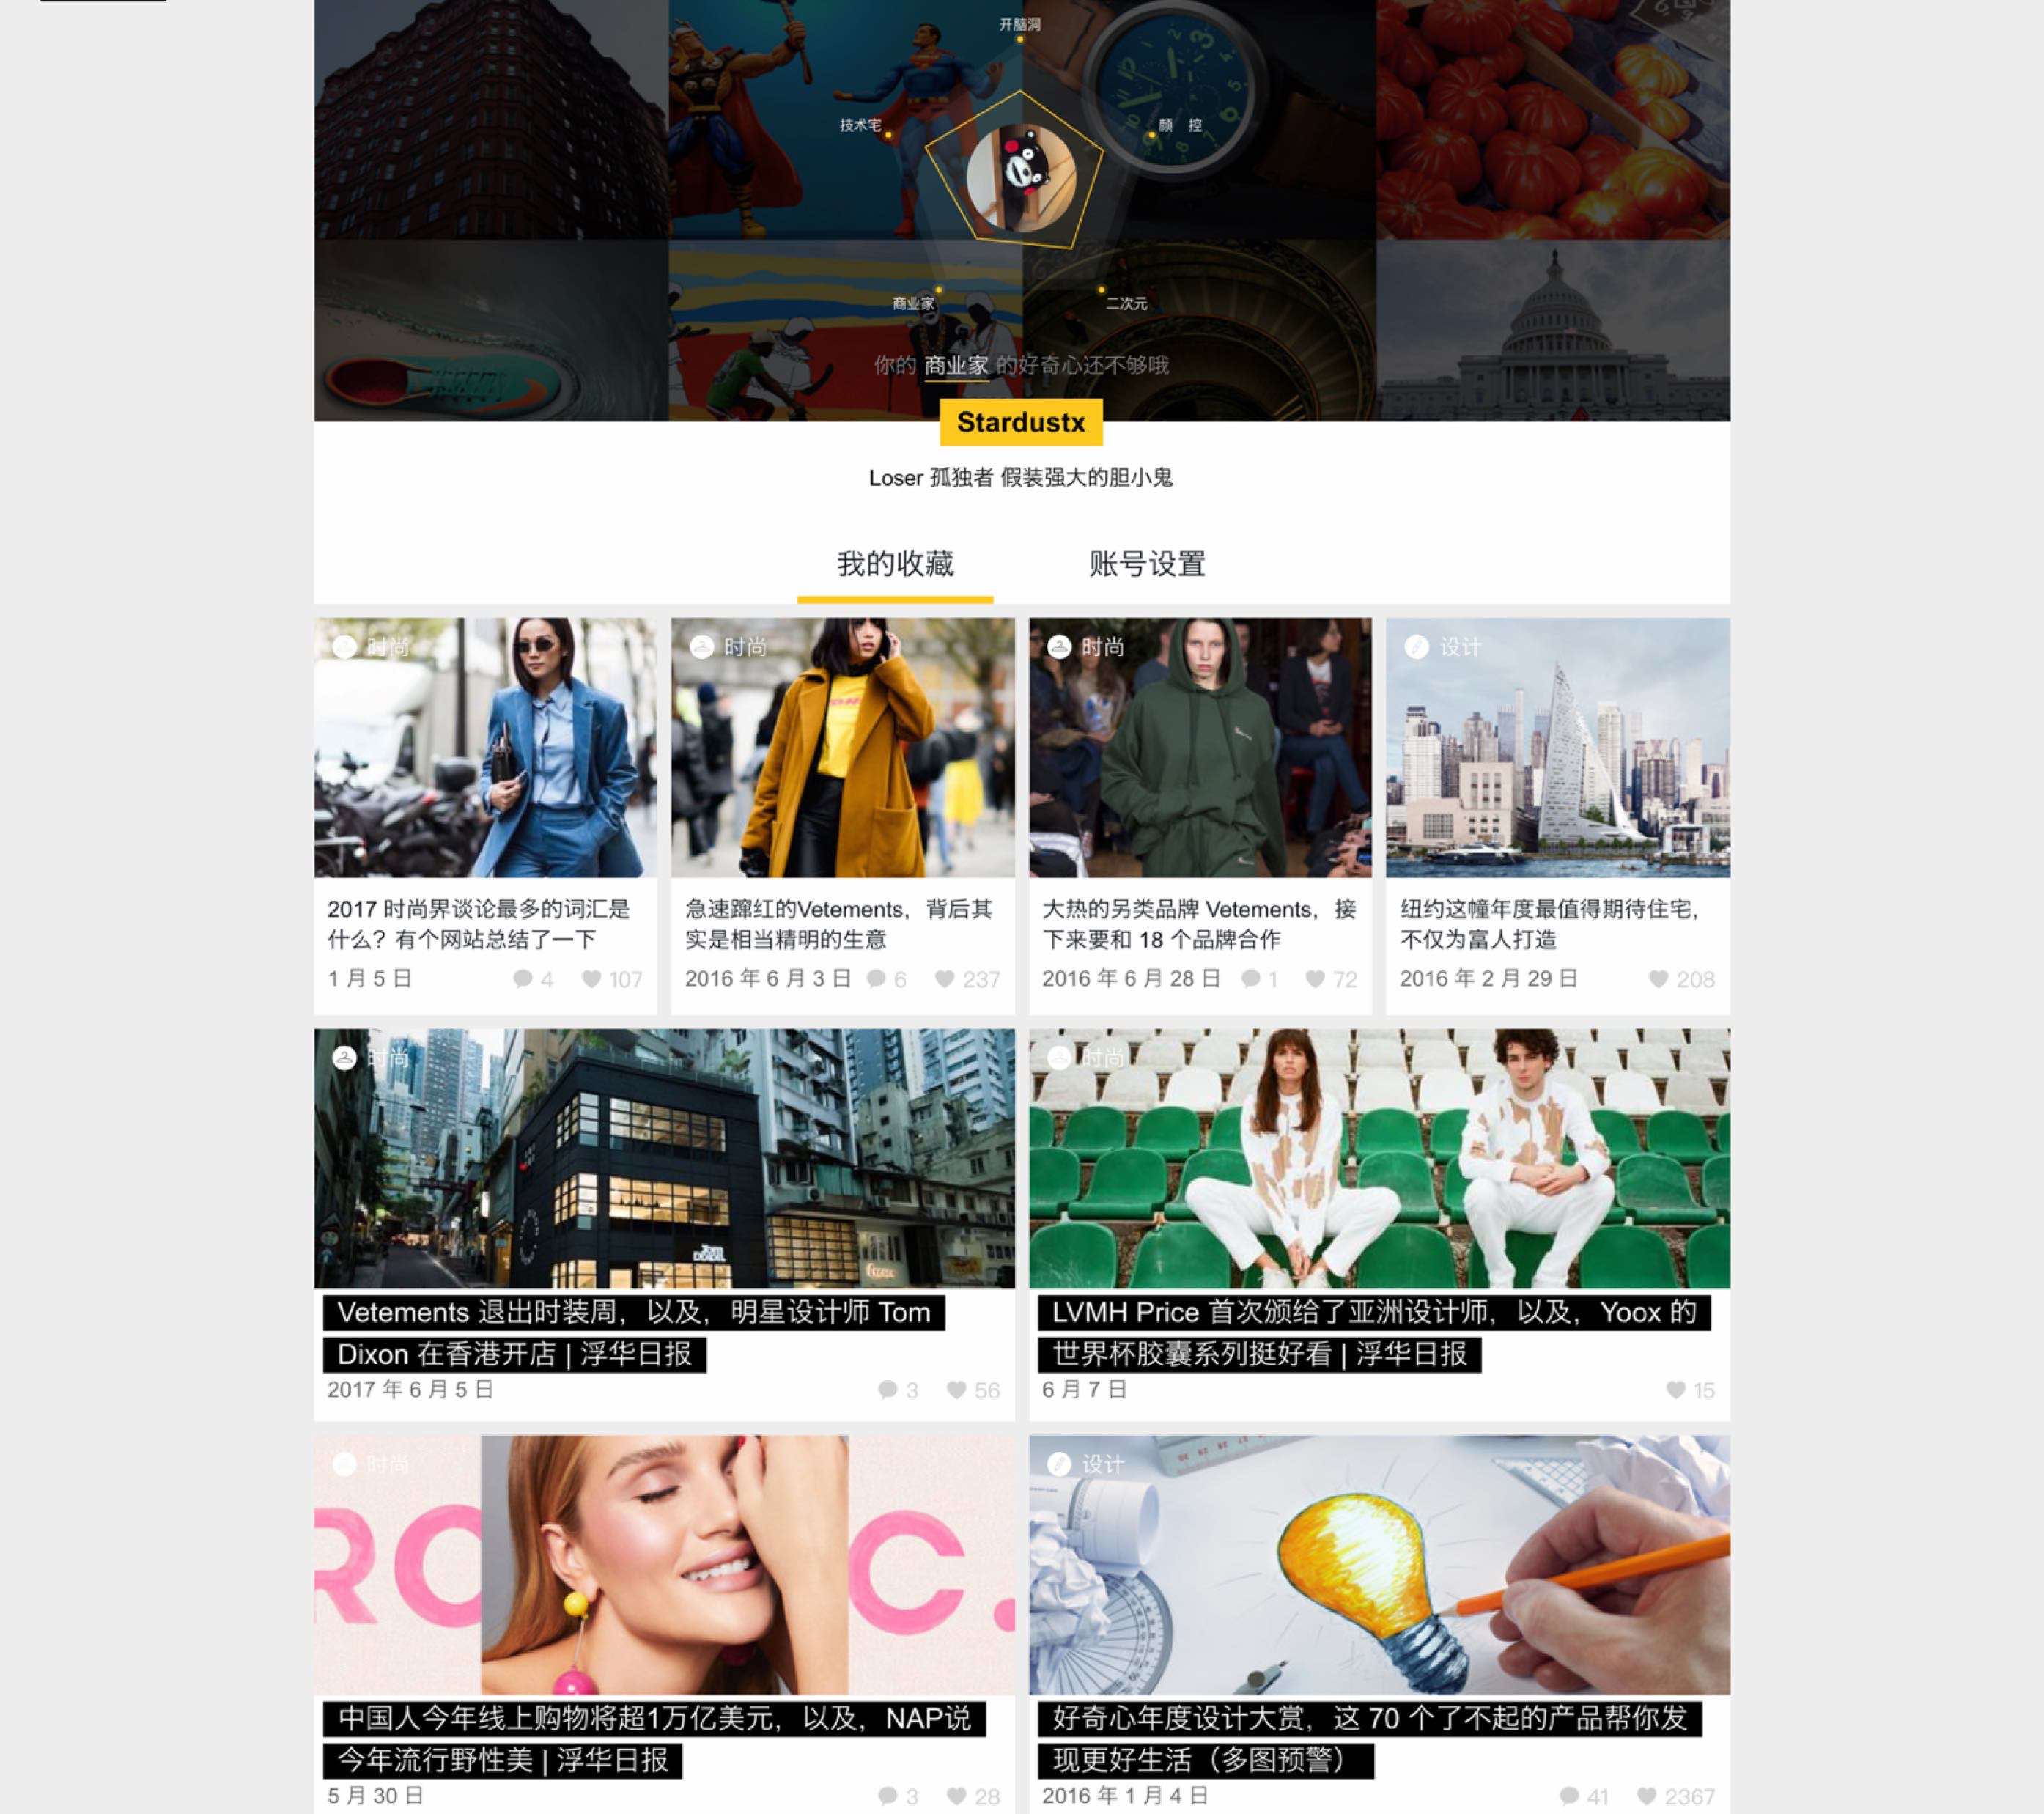 开脑洞
技术宅
颜 控
商业家
二次元
你的 商业家 的好奇心还不够哦
Stardustx
Loser 孤独者 假装强大的胆小鬼
我的收藏
账号设置
时尚
时尚
时尚
设计
2017 时尚界谈论最多的词汇是
什么？有个网站总结了一下
1 月 5 日
4
107
急速蹿红的Vetements，背后其
实是相当精明的生意
2016 年 6 月 3 日
6
237
大热的另类品牌 Vetements，接
下来要和 18 个品牌合作
2016 年 6 月 28 日
1
72
纽约这幢年度最值得期待住宅，
不仅为富人打造
2016 年 2 月 29 日
208
时尚
Tom
DIXON
Vetements 退出时装周，以及，明星设计师 Tom
Dixon 在香港开店 | 浮华日报
2017 年 6 月 5 日
3
56
时尚
LVMH Price 首次颁给了亚洲设计师，以及，Yoox 的
世界杯胶囊系列挺好看 | 浮华日报
6 月 7 日
15
时尚
RO
C.
中国人今年线上购物将超1万亿美元，以及，NAP说
今年流行野性美 | 浮华日报
5 月 30 日
3
28
设计
好奇心年度设计大赏，这 70 个了不起的产品帮你发
现更好生活（多图预警）
2016 年 1 月 4 日
41
2367